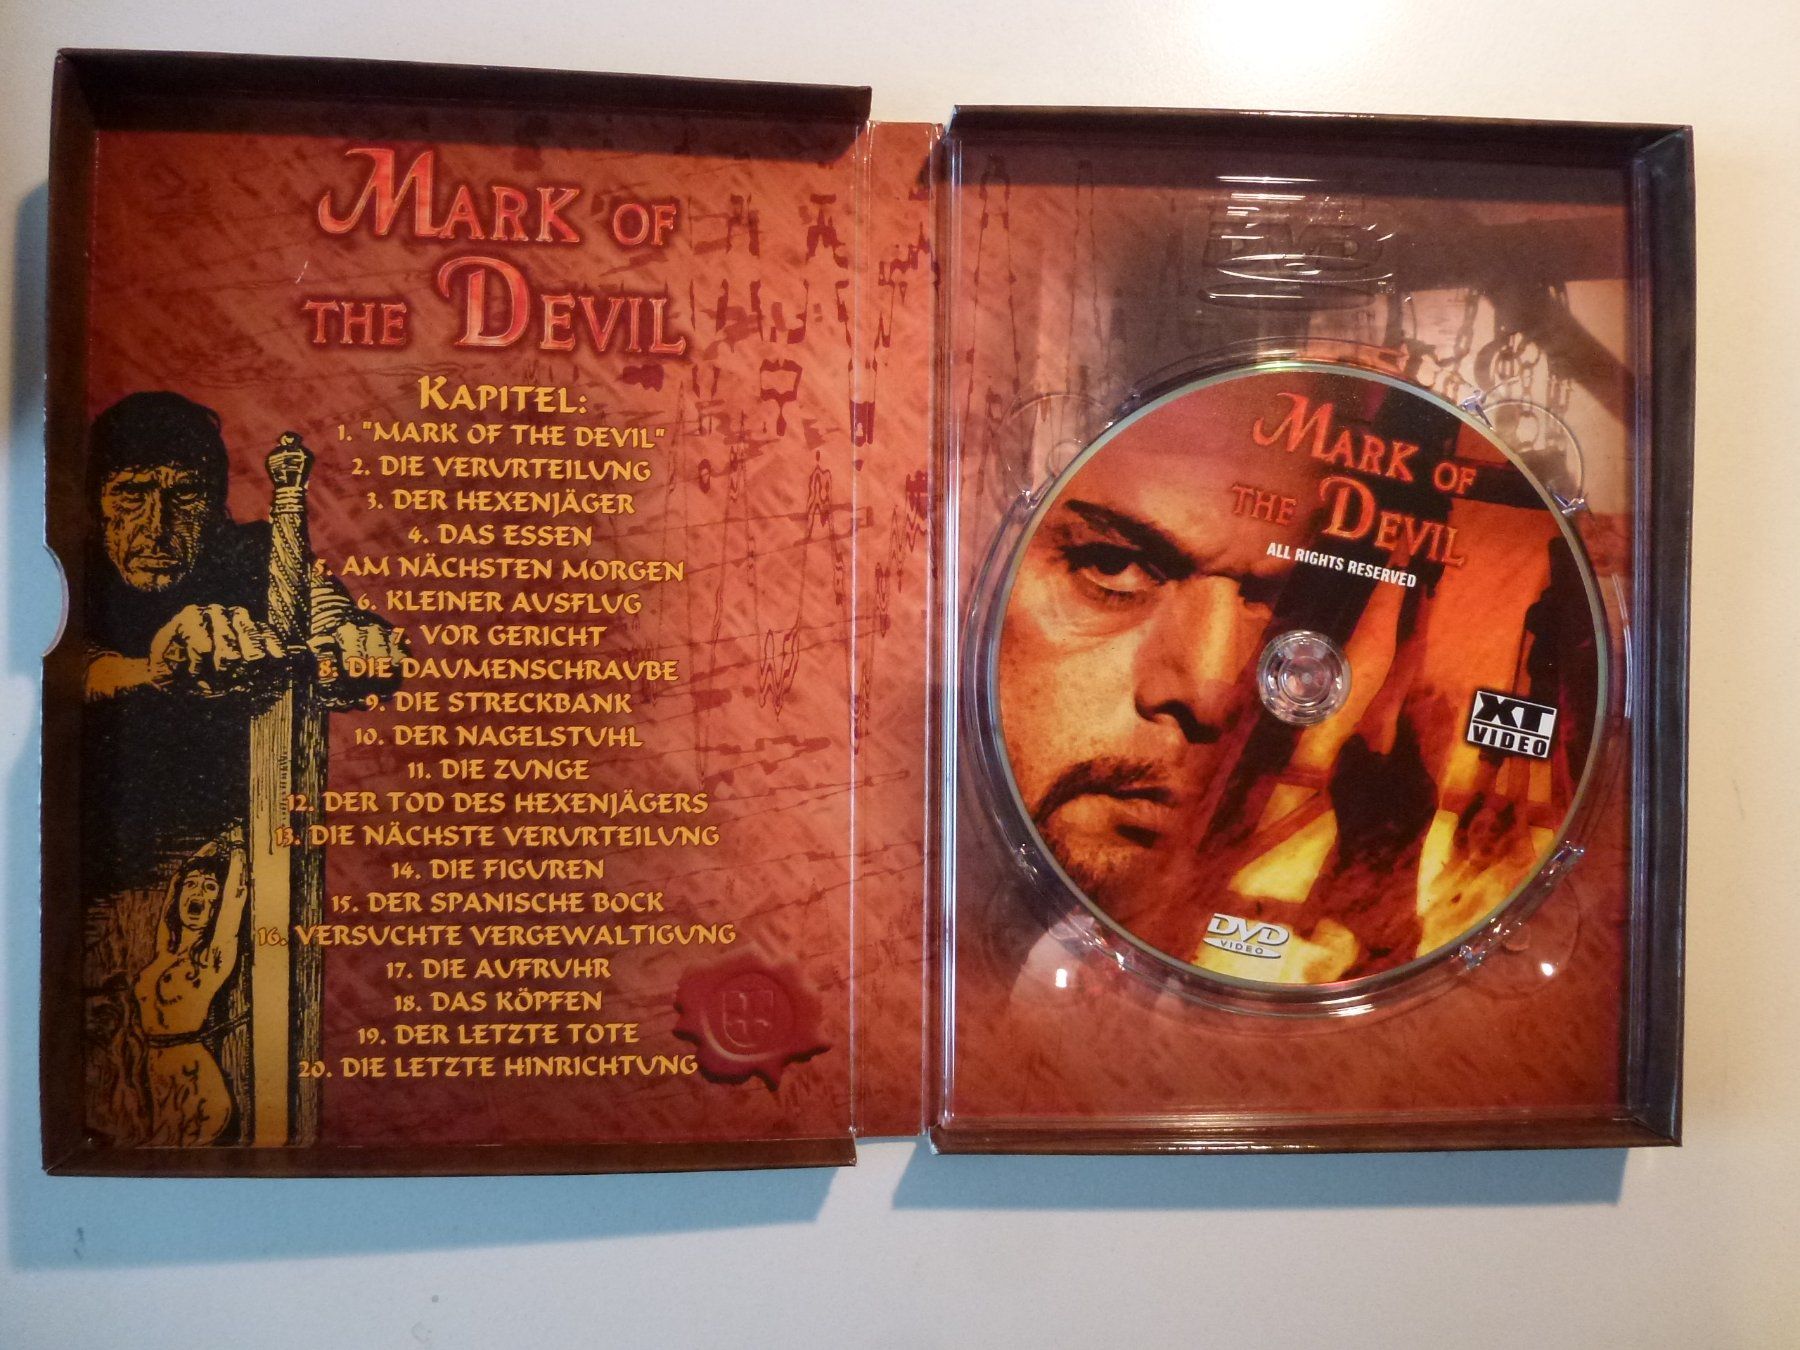 MARK OF
THE DEVIL
KAPITEL:
1. "MARK OF THE DEVIL"
2. DIE VERURTEILUNG
3. DER HEXENJÄGER
4. DAS ESSEN
5. AM NÄCHSTEN MORGEN
6. KLEINER AUSFLUG
7. VOR GERICHT
8. DIE DAUMENSCHRAUBE
9. DIE STRECKBANK
10. DER NAGELSTUHL
11. DIE ZUNGE
12. DER TOD DES HEXENJÄGERS
13. DIE NÄCHSTE VERURTEILUNG
14. DIE FIGUREN
15. DER SPANISCHE BOCK
16. VERSUCHTE VERGEWALTIGUNG
17. DIE AUFRUHR
18. DAS KÖPFEN
19. DER LETZTE TOTE
20. DIE LETZTE HINRICHTUNG
DVD
MARK OF
THE DEVIL
ALL RIGHTS RESERVED
XT
VIDEO
DVD
VIDEO